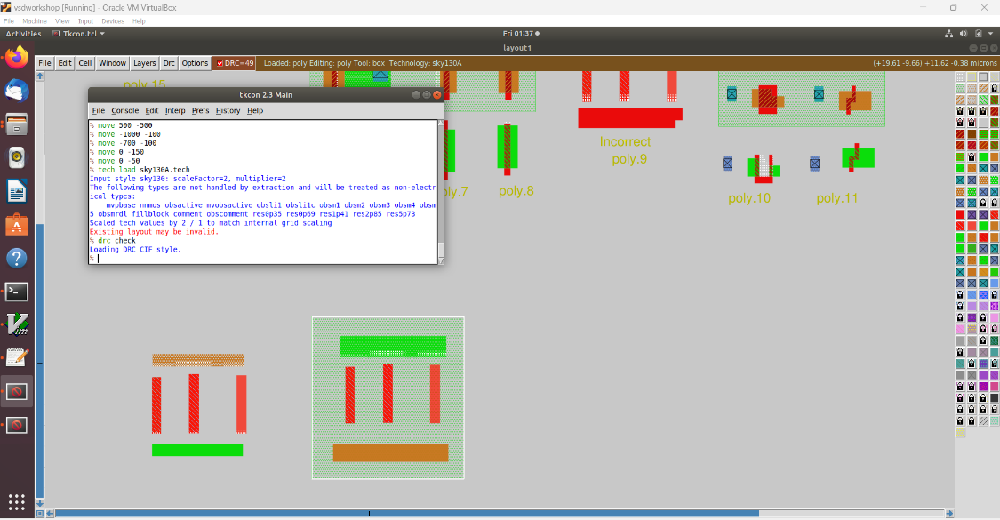 vsdworkshop [Running] - Oracle VM VirtualBox
File Machine View Input Devices Help
Activities Tkcon.tcl Fri 01:37
layout1
File Edit Cell Window Layers Drc Options DRC=49 Loaded: poly Editing: poly Tool: box Technology: sky130A (+19.61 -9.66) +11.62 -0.38 microns
poly.15
tkcon 2.3 Main
File Console Edit Interp Prefs History Help
% move 500 -500
% move -1000 -100
% move -700 -100
% move 0 -150
% move 0 -50
% tech load sky130A.tech
Input style sky130: scaleFactor=2, multiplier=2
The following types are not handled by extraction and will be treated as non-electr
ical types:
mvpbase nnmos obsactive mvobsactive obsli1 obsli1c obsm1 obsm2 obsm3 obsm4 obsm
5 obsmrdl fillblock comment obscomment res0p35 res0p69 res1p41 res2p85 res5p73
Scaled tech values by 2 / 1 to match internal grid scaling
Existing layout may be invalid.
% drc check
Loading DRC CIF style.
%
Incorrect
poly.9
oly.7
poly.8
poly.10
poly.11